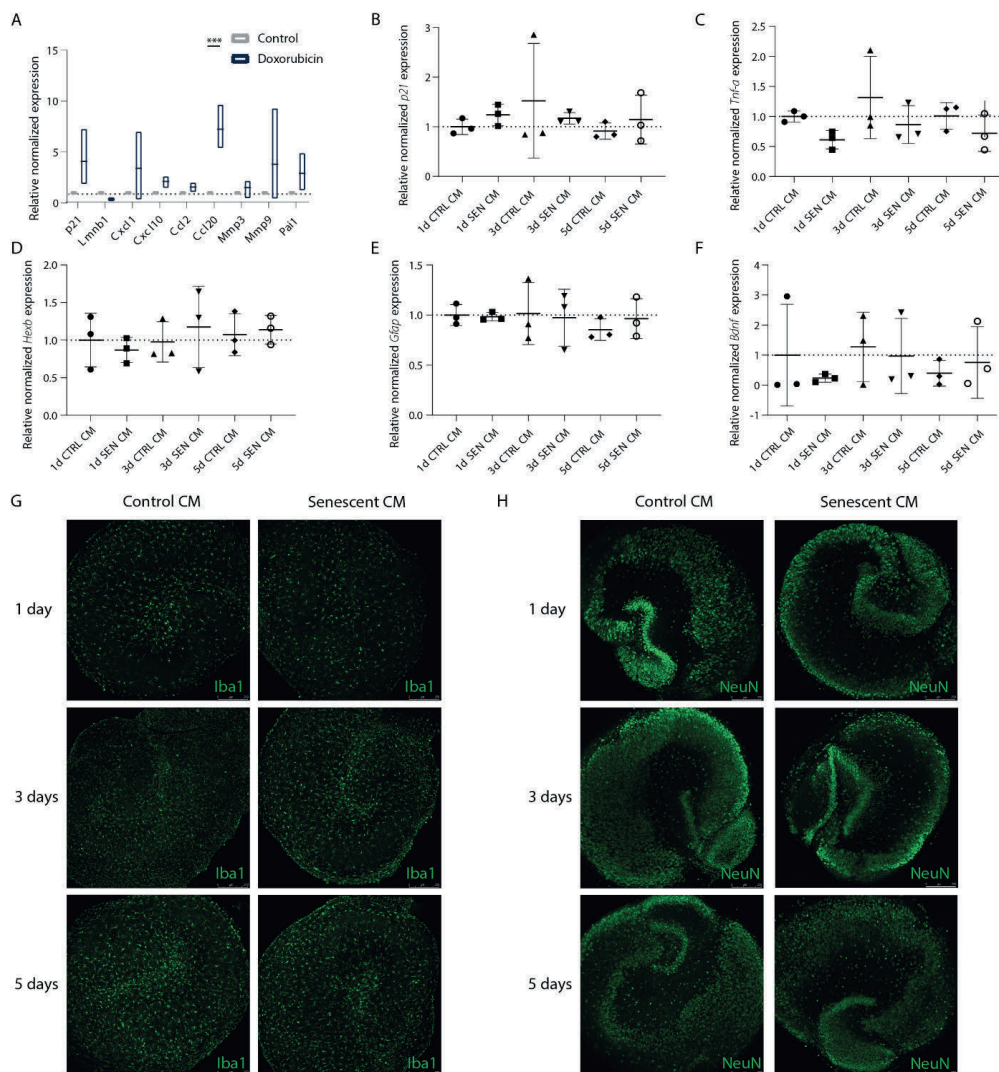 A
Relative normalized expression
15
10
5
0
***
Control
Doxorubicin
p21
Lmnb1
Cxcl1
Cxcl10
Ccl2
Ccl20
Mmp3
Mmp9
Pai1
B
Relative normalized p21 expression
3
2
1
0
1d CTRL CM
1d SEN CM
3d CTRL CM
3d SEN CM
5d CTRL CM
5d SEN CM
C
Relative normalized Tnf-a expression
2.5
2.0
1.5
1.0
0.5
0.0
1d CTRL CM
1d SEN CM
3d CTRL CM
3d SEN CM
5d CTRL CM
5d SEN CM
D
Relative normalized Hexb expression
2.0
1.5
1.0
0.5
0.0
1d CTRL CM
1d SEN CM
3d CTRL CM
3d SEN CM
5d CTRL CM
5d SEN CM
E
Relative normalized Gfap expression
1.5
1.0
0.5
0.0
1d CTRL CM
1d SEN CM
3d CTRL CM
3d SEN CM
5d CTRL CM
5d SEN CM
F
Relative normalized Bdnf expression
4
3
2
1
0
-1
1d CTRL CM
1d SEN CM
3d CTRL CM
3d SEN CM
5d CTRL CM
5d SEN CM
G
Control CM
Senescent CM
1 day
Iba1
Iba1
3 days
Iba1
Iba1
5 days
Iba1
Iba1
H
Control CM
Senescent CM
1 day
NeuN
NeuN
3 days
NeuN
NeuN
5 days
NeuN
NeuN